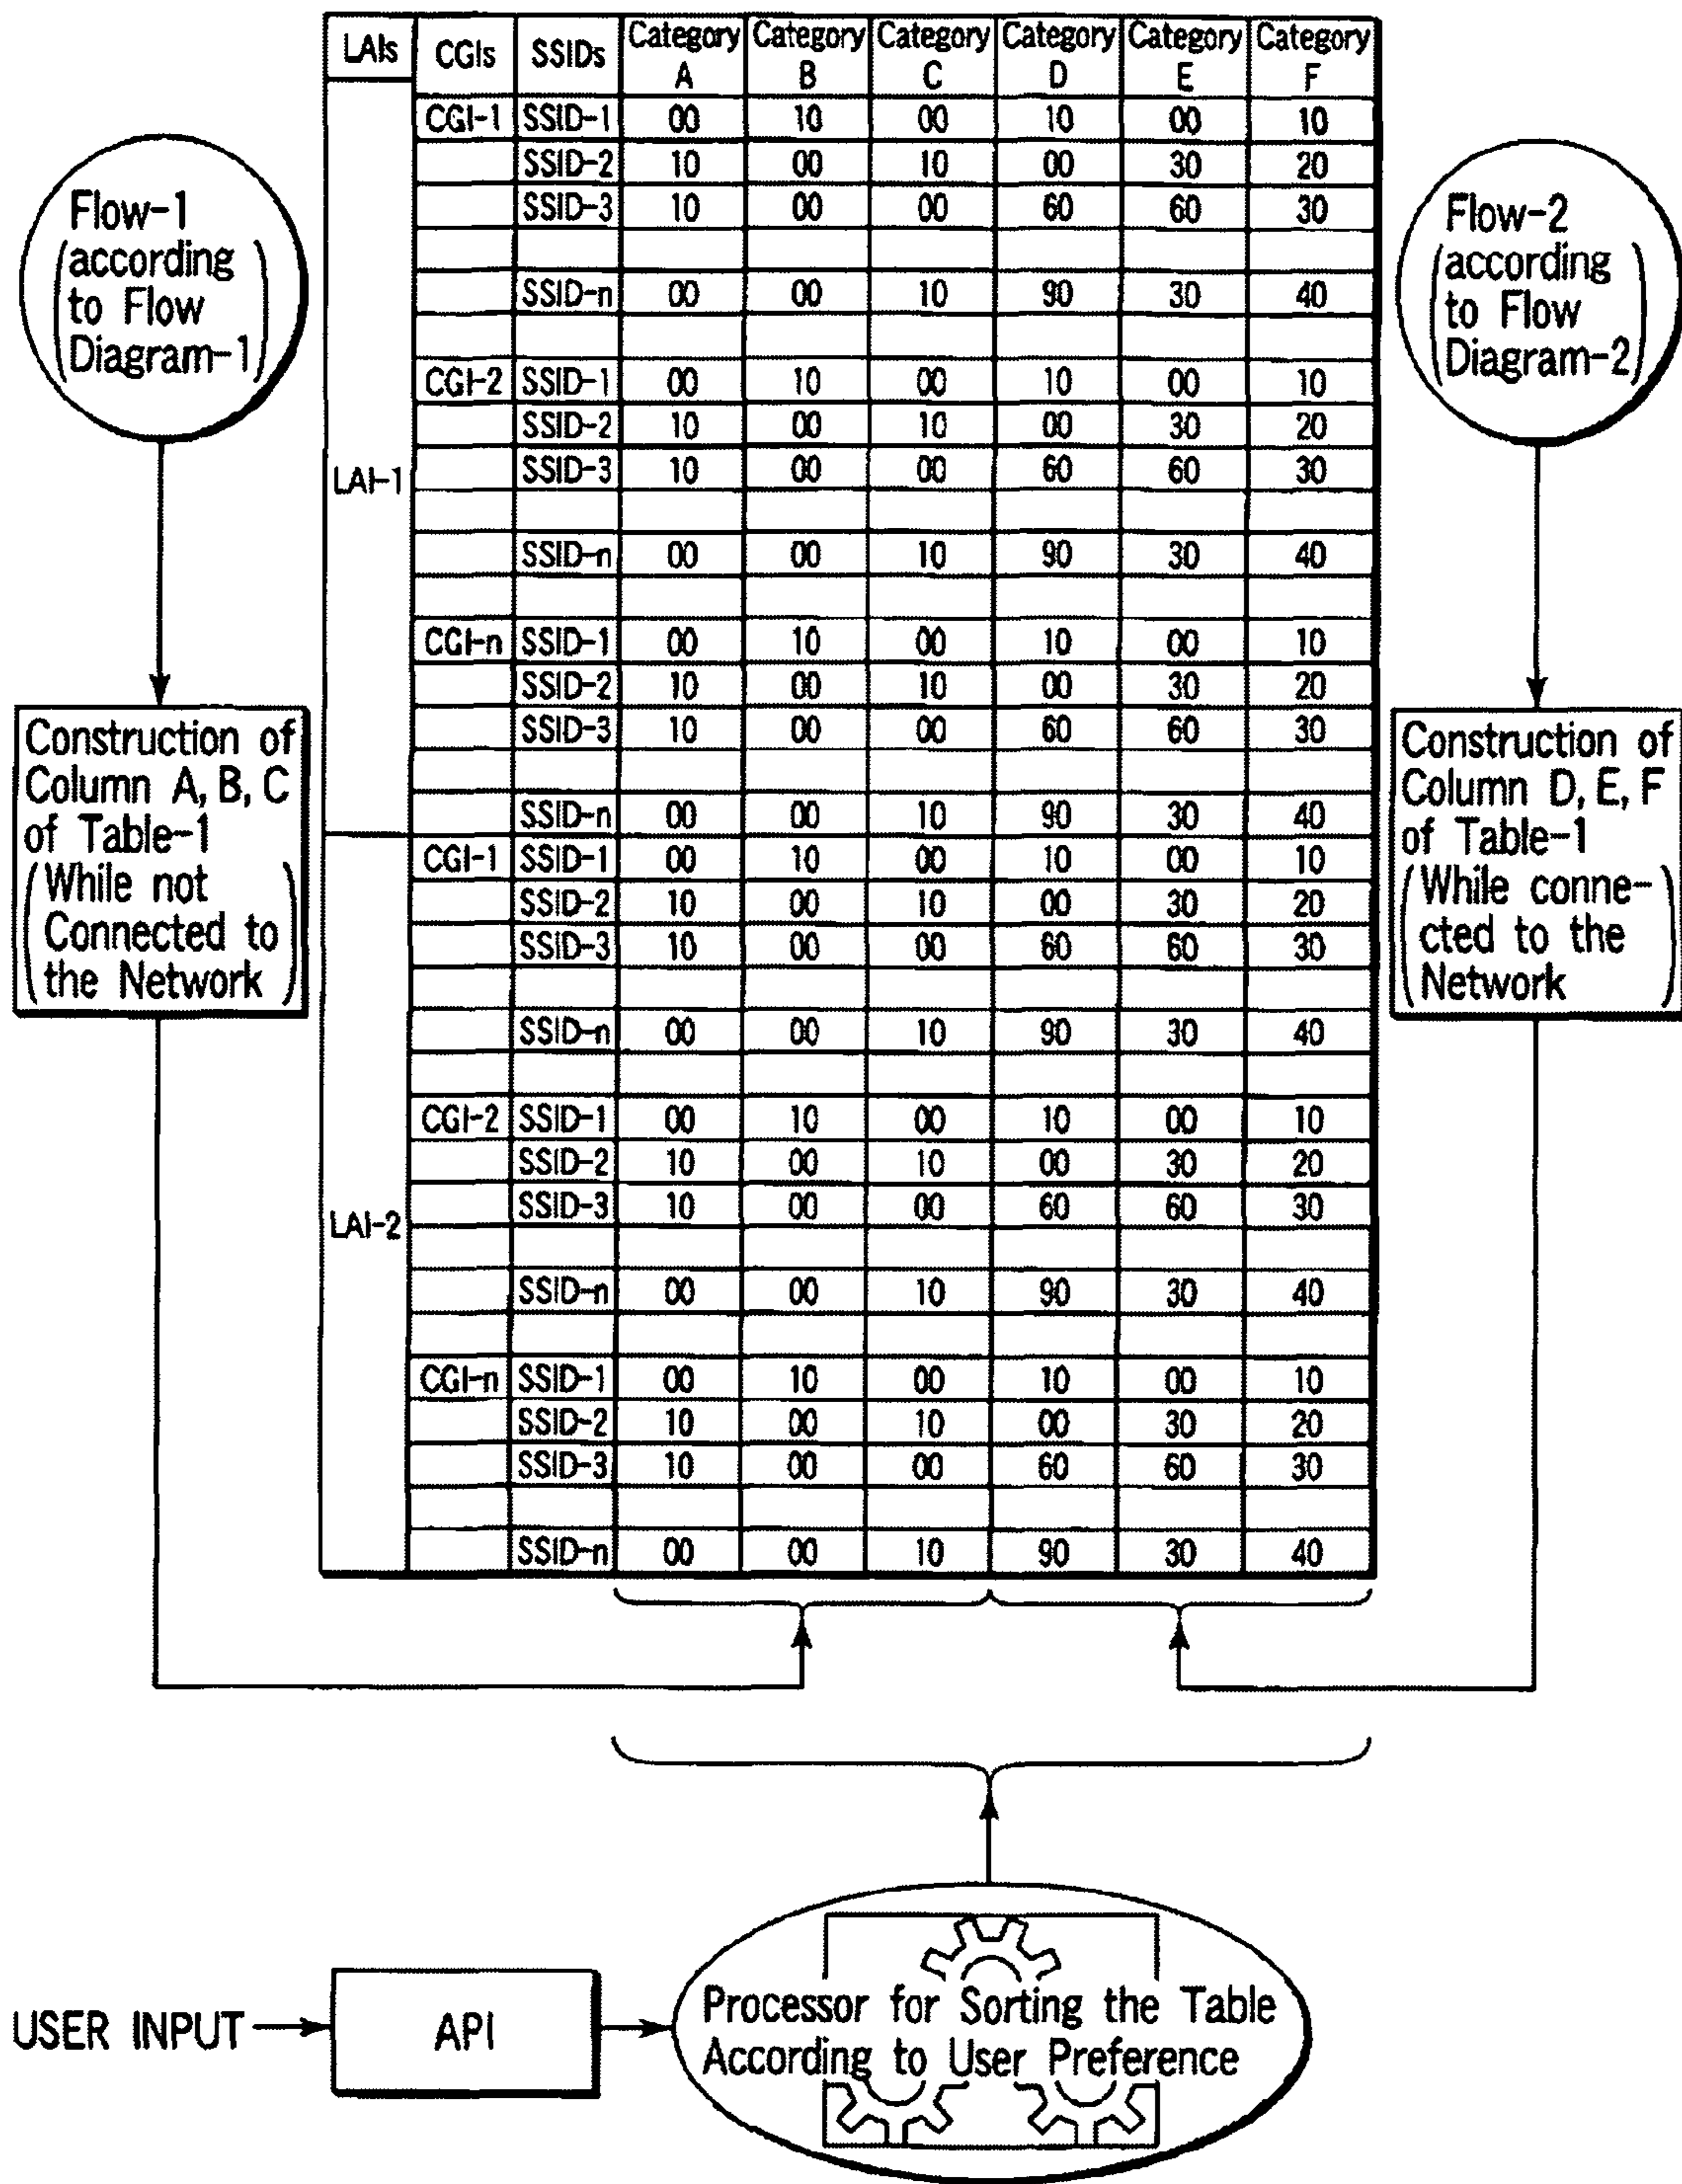 LAIs CGIs SSIDs Category A Category B Category C Category D Category E Category F
CGI-1 SSID-1 00 10 00 10 00 10
SSID-2 10 00 10 00 30 20
SSID-3 10 00 00 60 60 30
SSID-n 00 00 10 90 30 40
CGI-2 SSID-1 00 10 00 10 00 10
SSID-2 10 00 10 00 30 20
LAI-1 SSID-3 10 00 00 60 60 30
SSID-n 00 00 10 90 30 40
CGI-n SSID-1 00 10 00 10 00 10
SSID-2 10 00 10 00 30 20
SSID-3 10 00 00 60 60 30
SSID-n 00 00 10 90 30 40
CGI-1 SSID-1 00 10 00 10 00 10
SSID-2 10 00 10 00 30 20
SSID-3 10 00 00 60 60 30
SSID-n 00 00 10 90 30 40
CGI-2 SSID-1 00 10 00 10 00 10
SSID-2 10 00 10 00 30 20
SSID-3 10 00 00 60 60 30
LAI-2
SSID-n 00 00 10 90 30 40
CGI-n SSID-1 00 10 00 10 00 10
SSID-2 10 00 10 00 30 20
SSID-3 10 00 00 60 60 30
SSID-n 00 00 10 90 30 40
Flow-1
(according
to Flow
Diagram-1)
Construction of
Column A, B, C
of Table-1
(While not
Connected to
the Network)
Flow-2
(according
to Flow
Diagram-2)
Construction of
Column D, E, F
of Table-1
(While conne-
cted to the
Network)
USER INPUT
API
Processor for Sorting the Table
According to User Preference